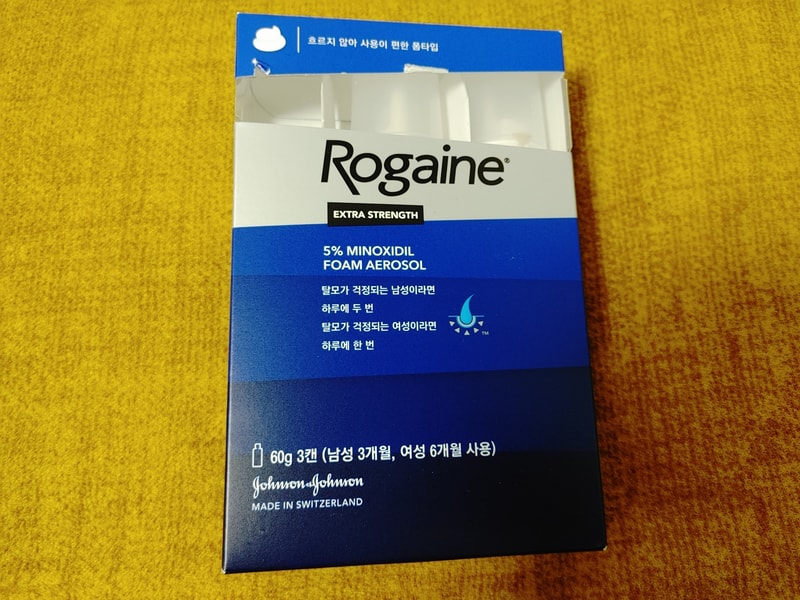 흐르지 않아 사용이 편한 폼타입
Rogaine®
EXTRA STRENGTH
5% MINOXIDIL
FOAM AEROSOL
탈모가 걱정되는 남성이라면
하루에 두 번
탈모가 걱정되는 여성이라면
하루에 한 번
TM
60g 3캔 (남성 3개월, 여성 6개월 사용)
Johnson&Johnson
MADE IN SWITZERLAND